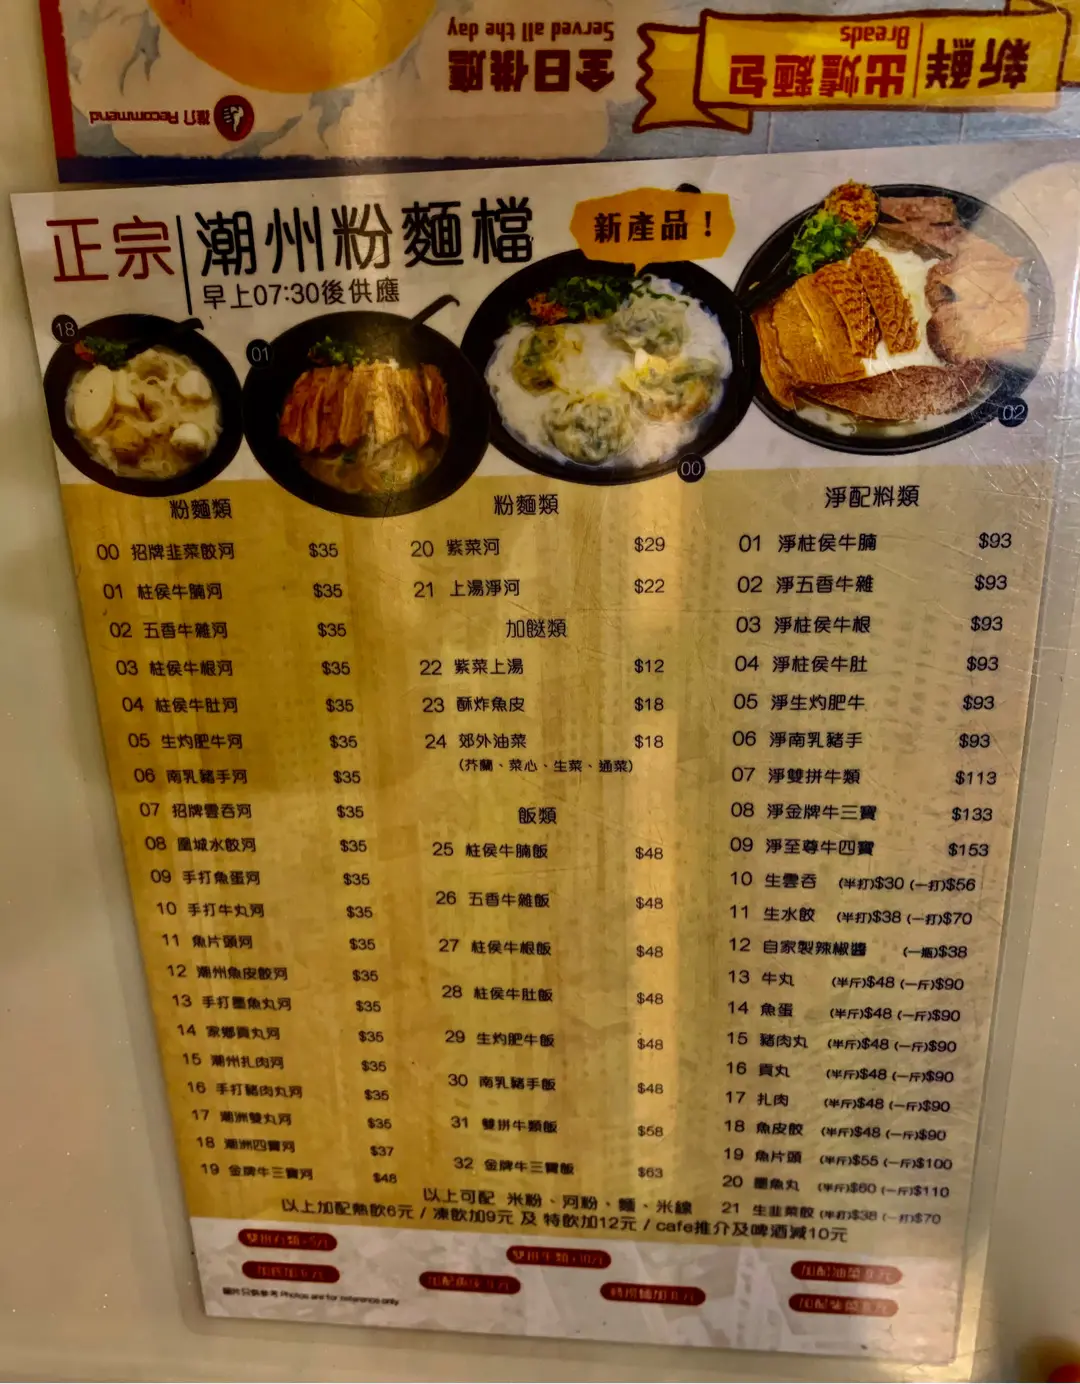 全日供應
Served all the day
新鮮 出爐麵包
Breads
推介 Recommend
正宗 潮州粉麵檔
早上07:30後供應
新產品！
18
01
00
02
粉麵類
00 招牌韭菜餃河 $35
01 柱侯牛腩河 $35
02 五香牛雜河 $35
03 柱侯牛根河 $35
04 柱侯牛肚河 $35
05 生灼肥牛河 $35
06 南乳豬手河 $35
07 招牌雲吞河 $35
08 鳳城水餃河 $35
09 手打魚蛋河 $35
10 手打牛丸河 $35
11 魚片頭河 $35
12 潮州魚皮餃河 $35
13 手打墨魚丸河 $35
14 家鄉貢丸河 $35
15 潮州扎肉河 $35
16 手打豬肉丸河 $35
17 潮洲雙丸河 $35
18 潮洲四寶河 $37
19 金牌牛三寶河 $48
粉麵類
20 紫菜河 $29
21 上湯淨河 $22
加餸類
22 紫菜上湯 $12
23 酥炸魚皮 $18
24 郊外油菜 $18
(芥蘭、菜心、生菜、通菜)
飯類
25 柱侯牛腩飯 $48
26 五香牛雜飯 $48
27 柱侯牛根飯 $48
28 柱侯牛肚飯 $48
29 生灼肥牛飯 $48
30 南乳豬手飯 $48
31 雙拼牛類飯 $58
32 金牌牛三寶飯 $63
淨配料類
01 淨柱侯牛腩 $93
02 淨五香牛雜 $93
03 淨柱侯牛根 $93
04 淨柱侯牛肚 $93
05 淨生灼肥牛 $93
06 淨南乳豬手 $93
07 淨雙拼牛類 $113
08 淨金牌牛三寶 $133
09 淨至尊牛四寶 $153
10 生雲吞 (半打)$30 (一打)$56
11 生水餃 (半打)$38 (一打)$70
12 自家製辣椒醬 (一瓶)$38
13 牛丸 (半斤)$48 (一斤)$90
14 魚蛋 (半斤)$48 (一斤)$90
15 豬肉丸 (半斤)$48 (一斤)$90
16 貢丸 (半斤)$48 (一斤)$90
17 扎肉 (半斤)$48 (一斤)$90
18 魚皮餃 (半斤)$48 (一斤)$90
19 魚片頭 (半斤)$55 (一斤)$100
20 墨魚丸 (半斤)$60 (一斤)$110
21 生韭菜餃 (半打)$38 (一打)$70
以上可配 米粉、河粉、麵、米線
以上加配熱飲6元 / 凍飲加9元 及 特飲加12元 / cafe推介及啤酒減10元
加配油菜 9 元
圖片只供參考 Photos are for reference only